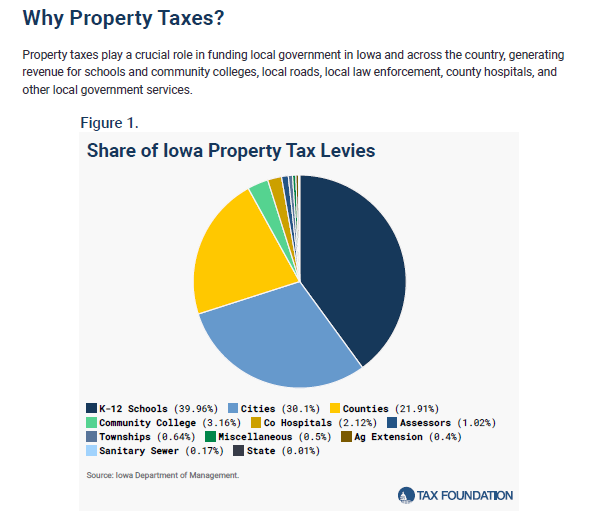 Why Property Taxes?
Property taxes play a crucial role in funding local government in Iowa and across the country, generating
revenue for schools and community colleges, local roads, local law enforcement, county hospitals, and
other local government services.
Figure 1.
Share of Iowa Property Tax Levies
K-12 Schools (39.96%) Cities (30.1%) Counties (21.91%)
Community College (3.16%) Co Hospitals (2.12%) Assessors (1.02%)
Townships (0.64%) Miscellaneous (0.5%) Ag Extension (0.4%)
Sanitary Sewer (0.17%) State (0.01%)
Source: Iowa Department of Management.
TAX FOUNDATION